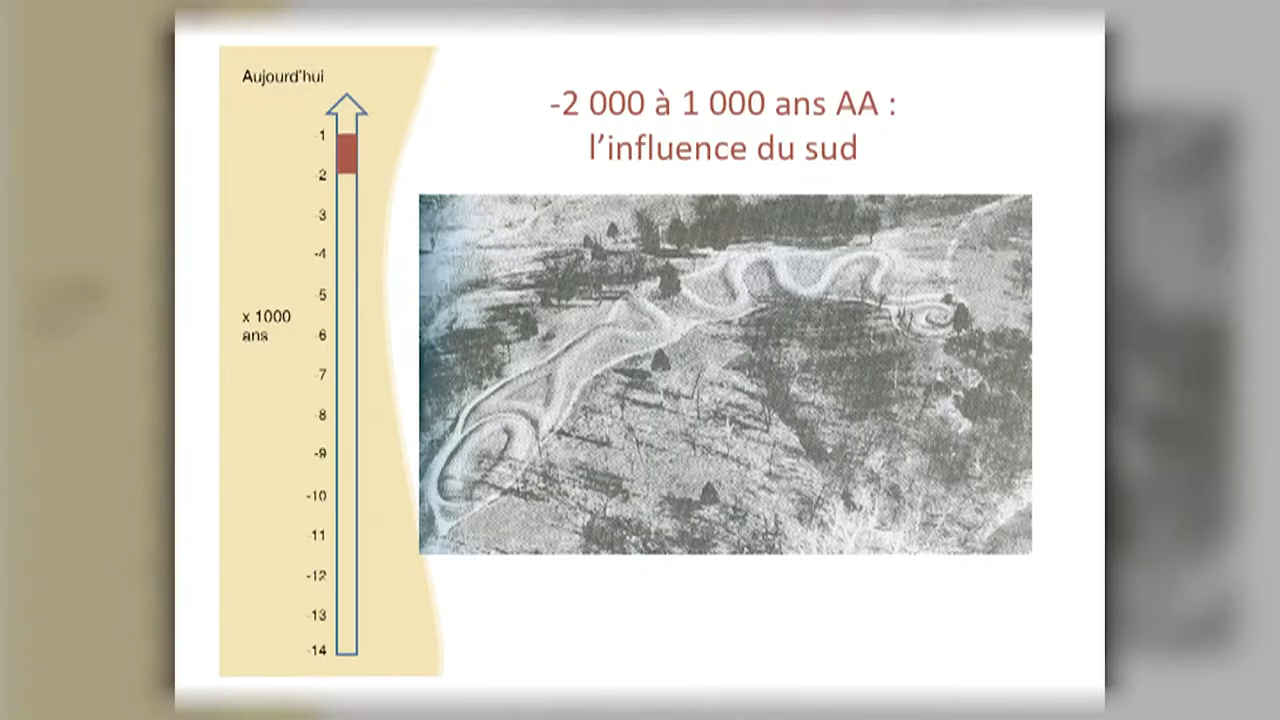 Aujourd'hui
-2 000 à 1 000 ans AA :
l'influence du sud
-1
-2
-3
-4
-5
x 1000
ans
-6
-7
-8
-9
-10
-11
-12
-13
-14